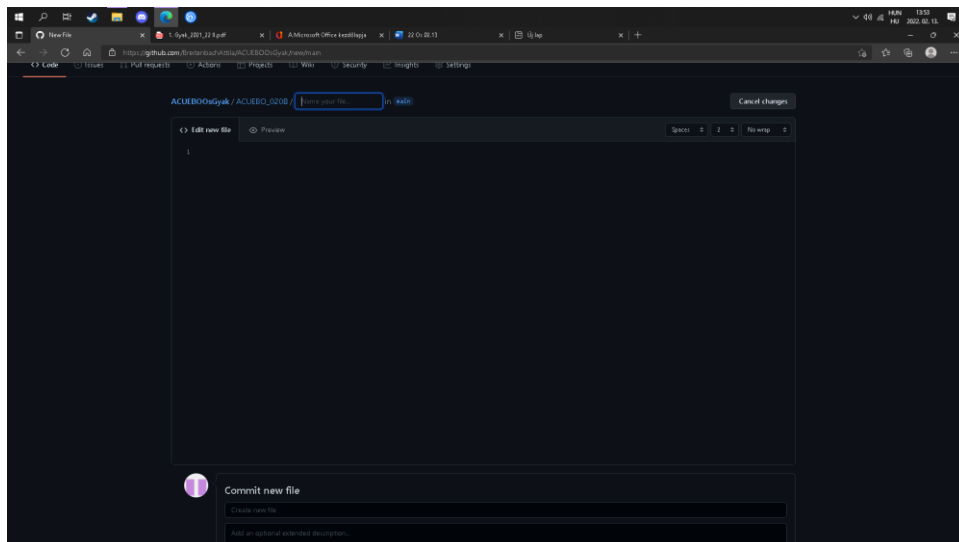 HUN 13:53
HU 2022. 02. 13.
New File
1. Gyak_2021_22 II.pdf
A Microsoft Office kezdőlapja
22 Os 02.13
Új lap
https://github.com/BreitenbachAttila/ACUEBOOsGyak/new/main
Code Issues Pull requests Actions Projects Wiki Security Insights Settings
ACUEBOOsGyak / ACUEBO_0208 / Name your file... in main
Cancel changes
Edit new file Preview Spaces 2 No wrap
1
Commit new file
Create new file
Add an optional extended description...